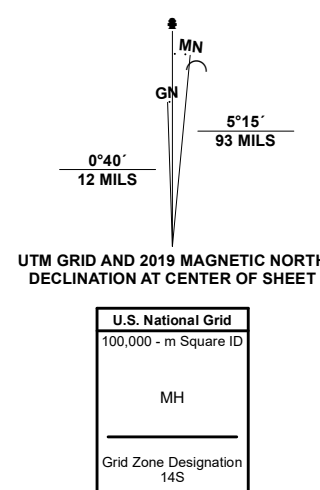 MN
GN
5°15´
93 MILS
0°40´
12 MILS
UTM GRID AND 2019 MAGNETIC NORTH
DECLINATION AT CENTER OF SHEET
U.S. National Grid
100,000 - m Square ID
MH
Grid Zone Designation
14S